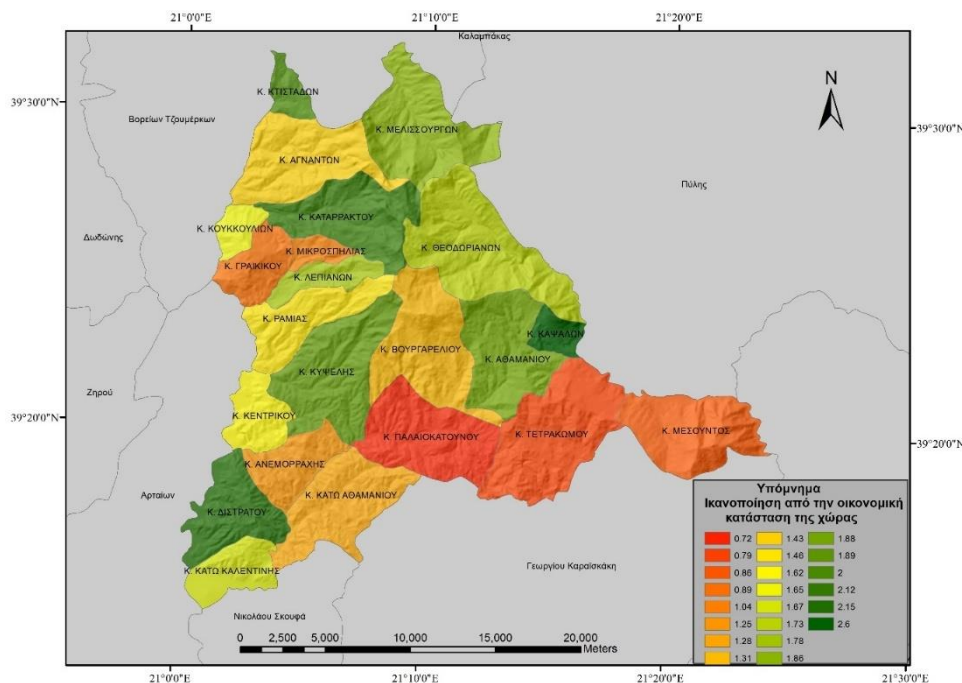 21°0'0"E 21°10'0"E 21°20'0"E
Καλαμπάκας
39°30'0"N
Κ. ΚΤΙΣΤΑΔΩΝ
N
Βορείων Τζουμέρκων
Κ. ΜΕΛΙΣΣΟΥΡΓΩΝ
39°30'0"N
Κ. ΑΓΝΑΝΤΩΝ
Πύλης
Κ. ΚΑΤΑΡΡΑΚΤΟΥ
Κ. ΚΟΥΚΚΟΥΛΙΩΝ
Δωδώνης
Κ. ΜΙΚΡΟΣΠΗΛΙΑΣ
Κ. ΘΕΟΔΩΡΙΑΝΩΝ
Κ. ΓΡΑΙΚΙΚΟΥ
Κ. ΛΕΠΙΑΝΩΝ
Κ. ΡΑΜΙΑΣ
Κ. ΚΑΨΑΛΩΝ
Κ. ΒΟΥΡΓΑΡΕΛΙΟΥ
Κ. ΑΘΑΜΑΝΙΟΥ
Κ. ΚΥΨΕΛΗΣ
Ζηρού
39°20'0"N
Κ. ΚΕΝΤΡΙΚΟΥ
Κ. ΠΑΛΑΙΟΚΑΤΟΥΝΟΥ
Κ. ΤΕΤΡΑΚΩΜΟΥ
Κ. ΜΕΣΟΥΝΤΟΣ
39°20'0"N
Κ. ΑΝΕΜΟΡΡΑΧΗΣ
Αρταίων
Κ. ΚΑΤΩ ΑΘΑΜΑΝΙΟΥ
Κ. ΔΙΣΤΡΑΤΟΥ
Κ. ΚΑΤΩ ΚΑΛΕΝΤΙΝΗΣ
Γεωργίου Καραϊσκάκη
Νικολάου Σκουφά
Υπόμνημα
Ικανοποίηση από την οικονομική
κατάσταση της χώρας
0.72 1.43 1.88
0.79 1.46 1.89
0.86 1.62 2
0.89 1.65 2.12
1.04 1.67 2.15
1.25 1.73 2.6
1.28 1.78
1.31 1.86
0 2,500 5,000 10,000 15,000 20,000
Meters
21°0'0"E 21°10'0"E 21°20'0"E 21°30'0"E